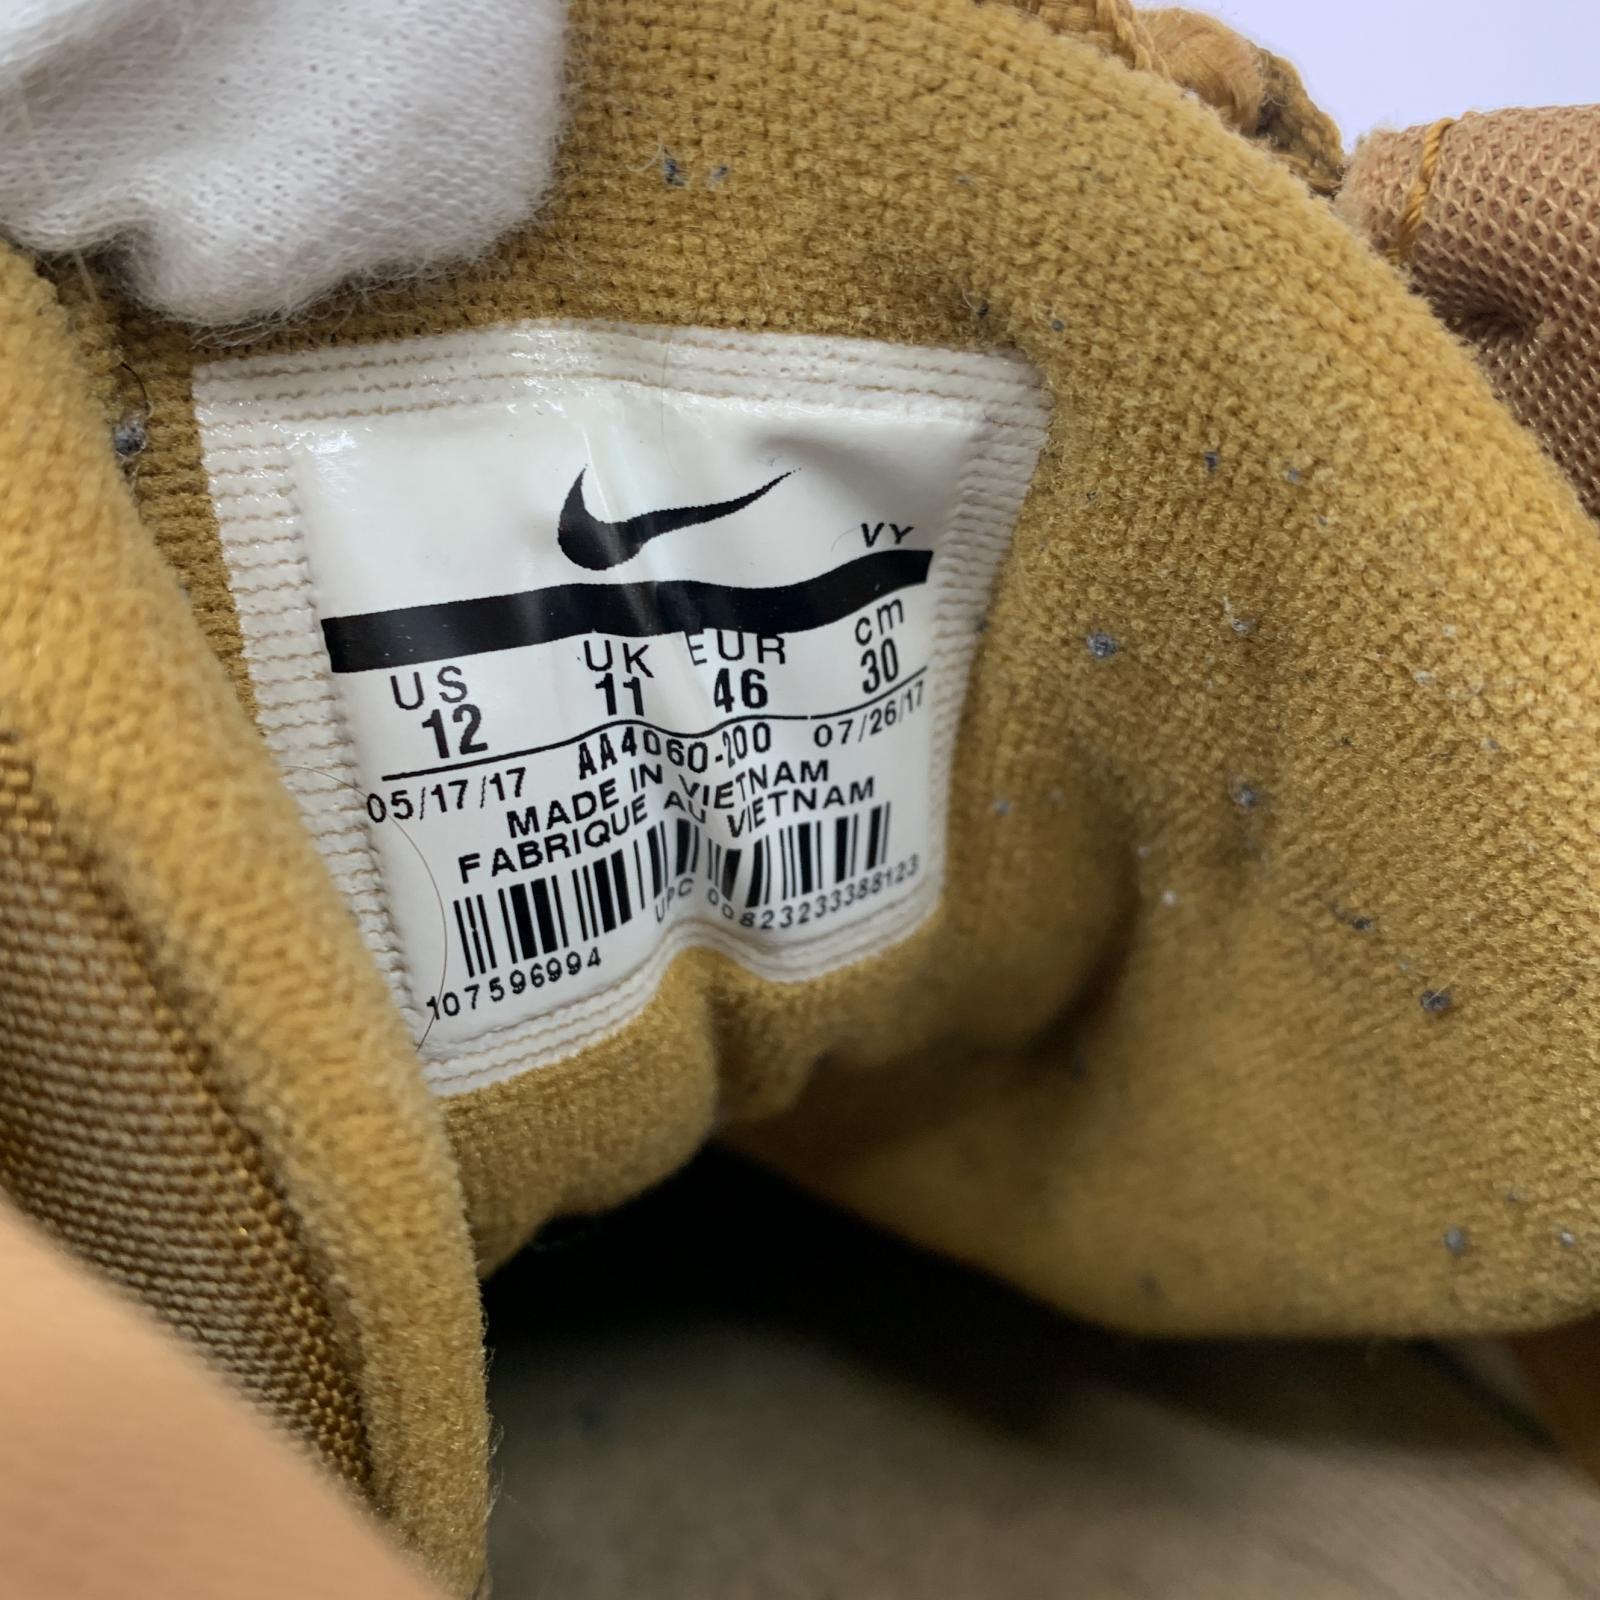 VY
US UK EUR cm
12 11 46 30
05/17/17 AA4060-200 07/26/17
MADE IN VIETNAM
FABRIQUE AU VIETNAM
UPC 00823233388123
107596994